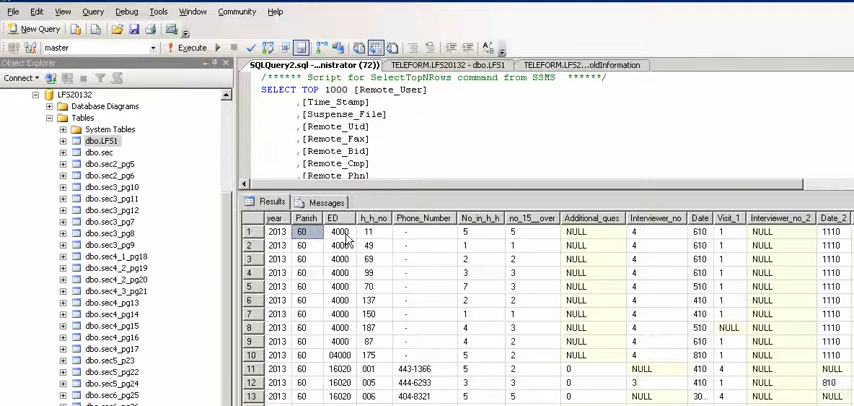 File Edit View Query Debug Tools Window Community Help
New Query
master Execute
Object Explorer
Connect
LFS20132
Database Diagrams
Tables
System Tables
dbo.LFS1
dbo.sec
dbo.sec2_pg5
dbo.sec2_pg6
dbo.sec3_pg10
dbo.sec3_pg11
dbo.sec3_pg12
dbo.sec3_pg7
dbo.sec3_pg8
dbo.sec3_pg9
dbo.sec4_1_pg18
dbo.sec4_2_pg19
dbo.sec4_2_pg20
dbo.sec4_3_pg21
dbo.sec4_pg13
dbo.sec4_pg14
dbo.sec4_pg15
dbo.sec4_pg16
dbo.sec4_pg17
dbo.sec5_p23
dbo.sec5_pg22
dbo.sec5_pg24
dbo.sec6_pg25
SQLQuery2.sql -...nistrator (72)) TELEFORM.LFS20132 - dbo.LFS1 TELEFORM.LFS2...oldInformation
/****** Script for SelectTopNRows command from SSMS ******/
SELECT TOP 1000 [Remote_User]
,[Time_Stamp]
,[Suspense_File]
,[Remote_Uid]
,[Remote_Fax]
,[Remote_Bid]
,[Remote_Cmp]
,[Remote_Phn]
Results Messages
year Parish ED h_h_no Phone_Number No_in_h_h no_15__over Additional_ques Interviewer_no Date Visit_1 Interviewer_no_2 Date_2
1 2013 60 4000 11 - 5 5 NULL 4 610 1 NULL 1110
2 2013 60 4000 49 - 1 1 NULL 4 410 1 NULL 1110
3 2013 60 4000 69 - 2 2 NULL 4 610 1 NULL 1110
4 2013 60 4000 99 - 3 3 NULL 4 510 1 NULL 1110
5 2013 60 4000 70 - 7 3 NULL 4 610 1 NULL 1110
6 2013 60 4000 137 - 2 2 NULL 4 410 1 NULL 1110
7 2013 60 4000 150 - 1 1 NULL 4 410 1 NULL 1110
8 2013 60 4000 187 - 4 3 NULL 4 510 NULL NULL 1110
9 2013 60 4000 87 - 4 2 NULL 4 610 1 NULL 1110
10 2013 60 04000 175 - 5 2 NULL 4 410 1 NULL 810
11 2013 60 16020 001 443-1366 5 2 0 NULL 410 4 NULL NULL
12 2013 60 16020 005 444-6293 3 3 0 3 310 1 NULL 810
13 2013 60 16020 006 404-8321 5 5 0 NULL 30... NULL NULL NULL